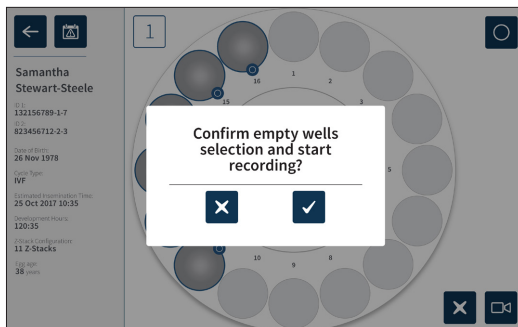 Samantha
Stewart-Steele
ID 1:
132156789-1-7
ID 2:
823456712-2-3
Date of Birth:
26 Nov 1978
Cycle Type:
IVF
Estimated Insemination Time:
25 Oct 2017 10:35
Development Hours:
120:35
Z-Stack Configuration:
11 Z-Stacks
Egg age:
38 years
1
16
1
2
15
3
Confirm empty wells
selection and start
recording?
5
10
9
8